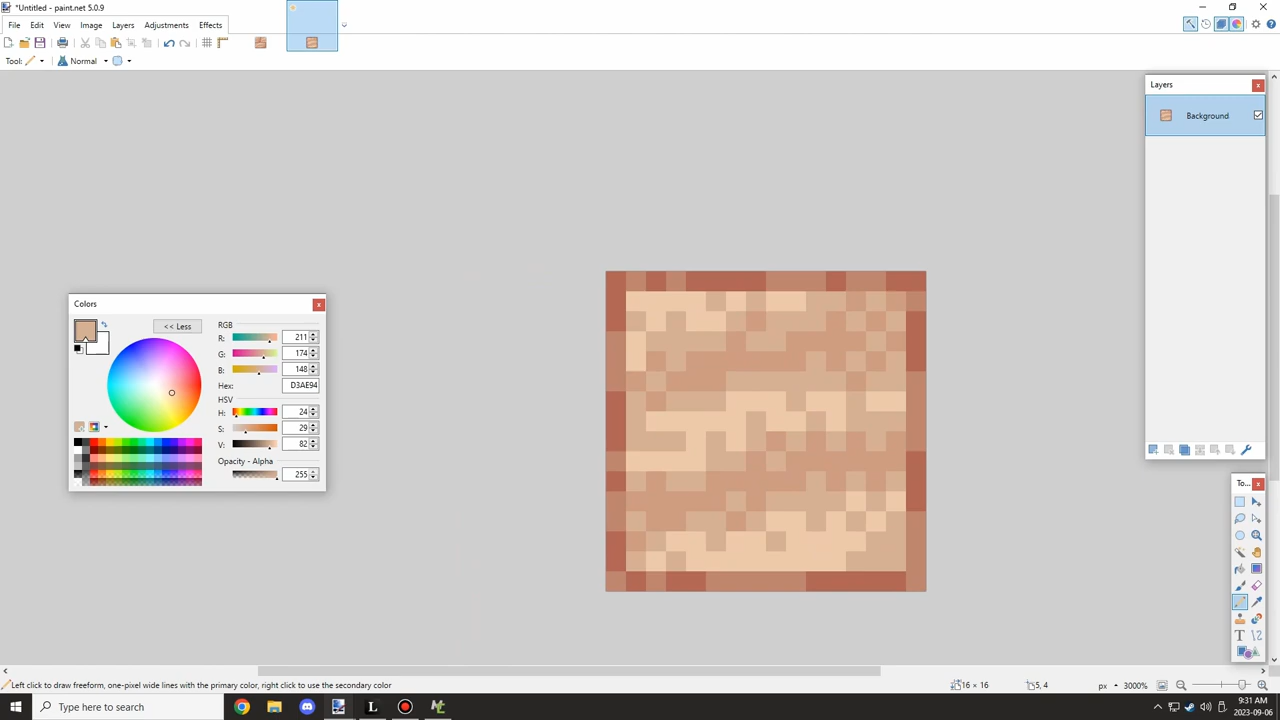 *Untitled - paint.net 5.0.9
File Edit View Image Layers Adjustments Effects
Tool: Normal
Layers
Background
Colors
<< Less
RGB
R: 211
G: 174
B: 148
Hex: D3AE94
HSV
H: 24
S: 29
V: 82
Opacity - Alpha
255
To...
T
Left click to draw freeform, one-pixel wide lines with the primary color, right click to use the secondary color
16 × 16
5, 4
px
3000%
Type here to search
L
9:31 AM
2023-09-06